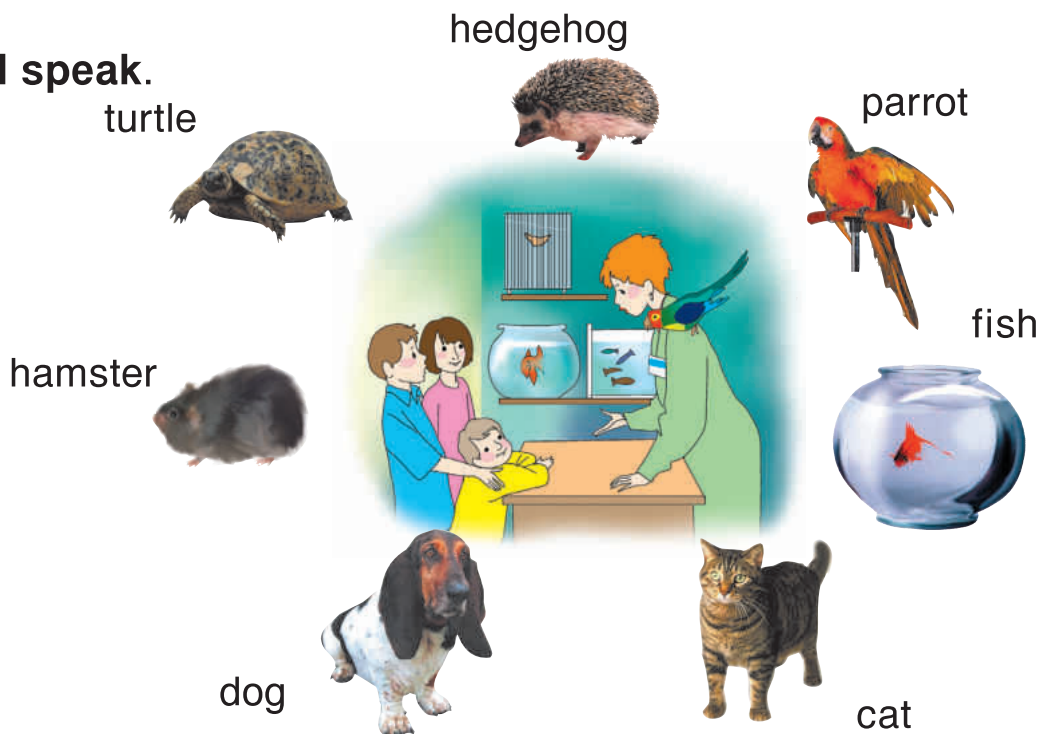 hedgehog
l speak.
turtle
parrot
fish
hamster
dog
cat